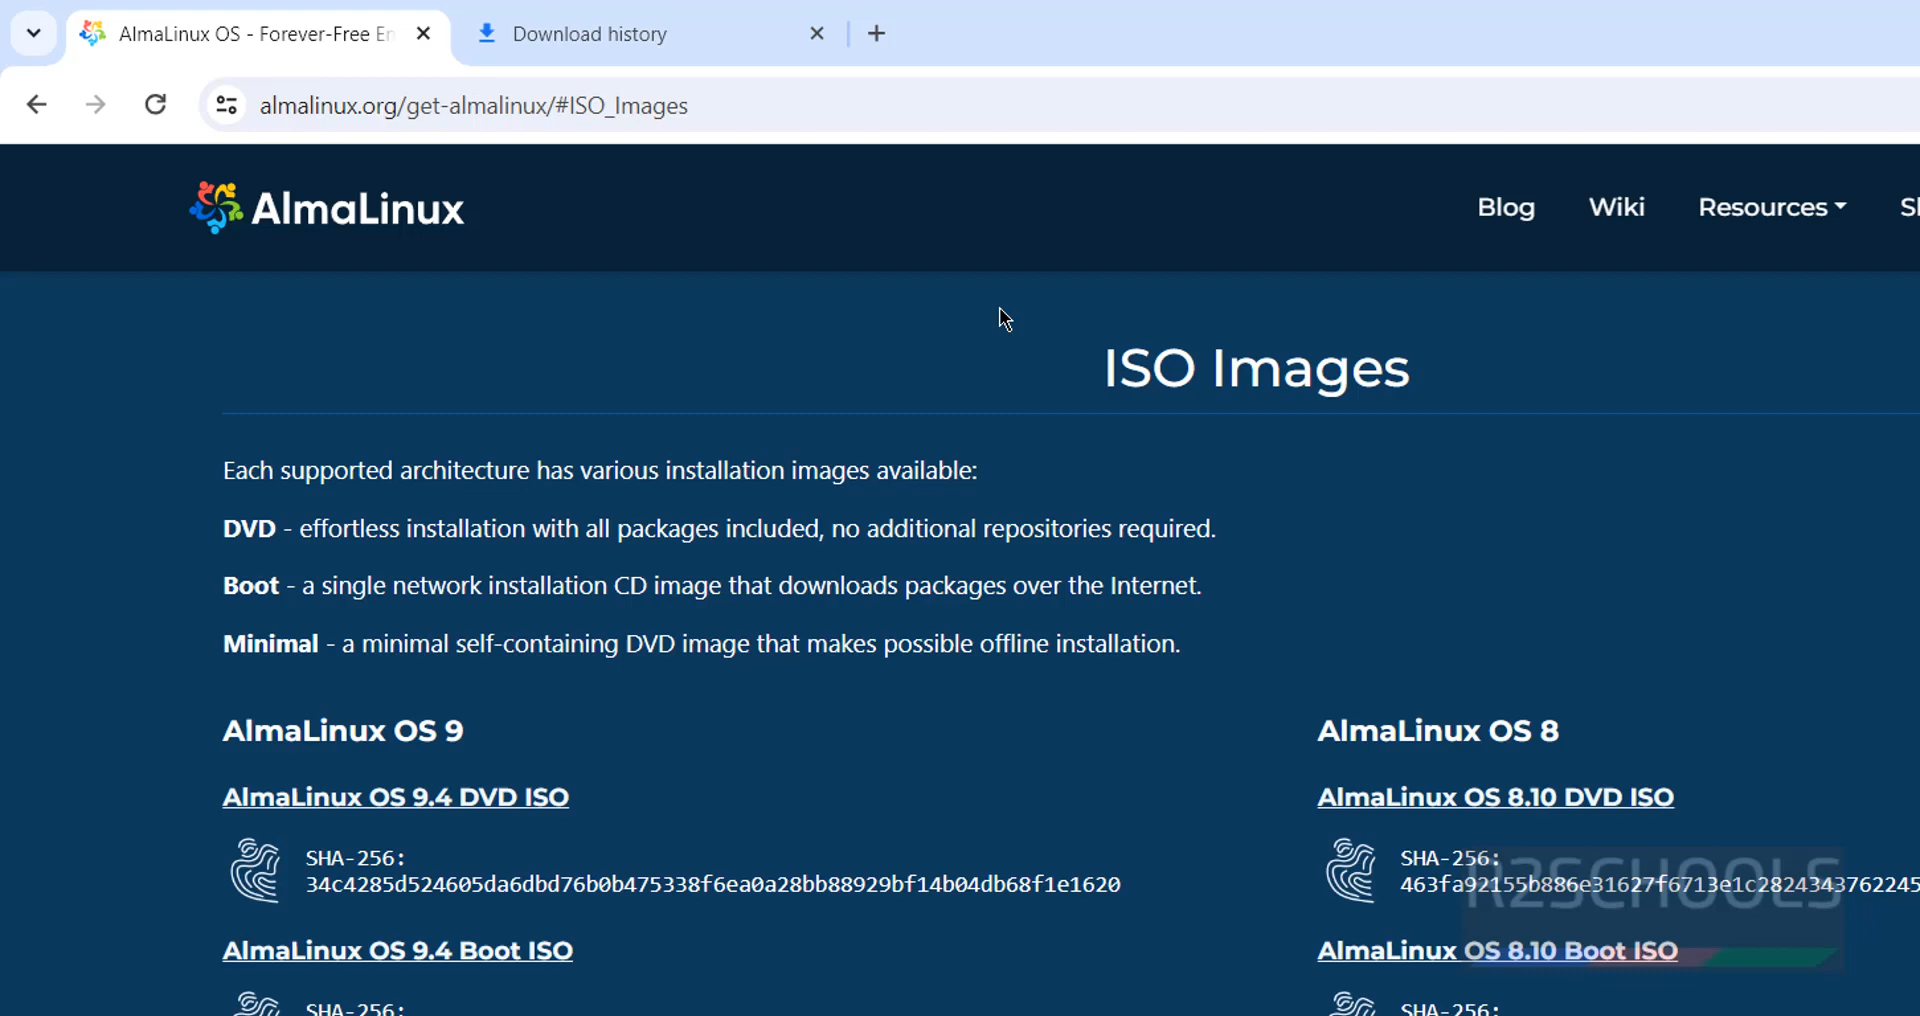 AlmaLinux OS - Forever-Free En
Download history
almalinux.org/get-almalinux/#ISO_Images
AlmaLinux
Blog
Wiki
Resources
ISO Images
Each supported architecture has various installation images available:
DVD - effortless installation with all packages included, no additional repositories required.
Boot - a single network installation CD image that downloads packages over the Internet.
Minimal - a minimal self-containing DVD image that makes possible offline installation.
AlmaLinux OS 9
AlmaLinux OS 9.4 DVD ISO
SHA-256:
34c4285d524605da6dbd76b0b475338f6ea0a28bb88929bf14b04db68f1e1620
AlmaLinux OS 9.4 Boot ISO
SHA-256:
AlmaLinux OS 8
AlmaLinux OS 8.10 DVD ISO
SHA-256:
463fa92155b886e31627f6713e1c2824343762245
AlmaLinux OS 8.10 Boot ISO
SHA-256:
R2SCHOOLS